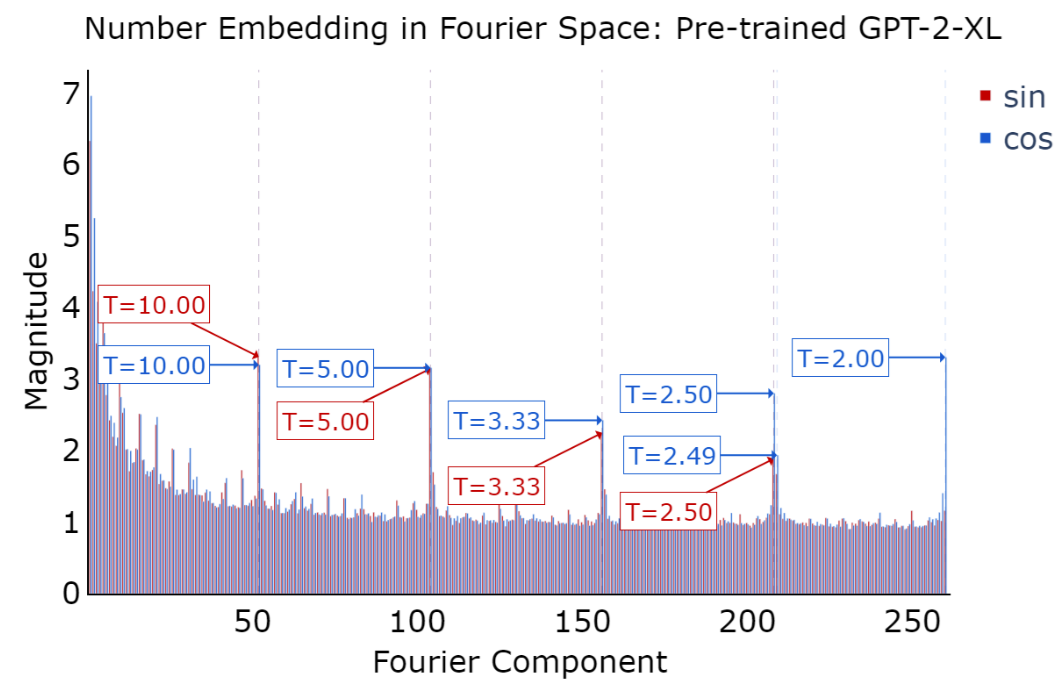 Number Embedding in Fourier Space: Pre-trained GPT-2-XL
sin
cos
Magnitude
7
6
5
4
3
2
1
0
T=10.00
T=10.00
T=5.00
T=5.00
T=3.33
T=3.33
T=2.50
T=2.49
T=2.50
T=2.00
50
100
150
200
250
Fourier Component